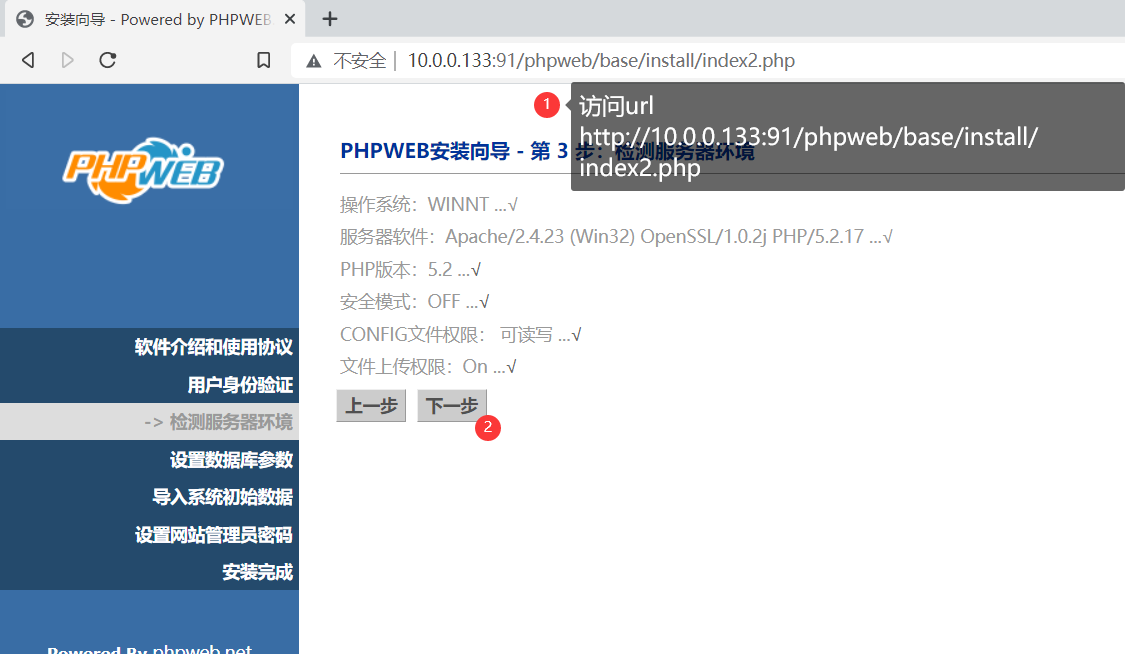 安装向导 - Powered by PHPWEB
不安全 | 10.0.0.133:91/phpweb/base/install/index2.php
1
访问url
http://10.0.0.133:91/phpweb/base/install/
index2.php
PHPWEB
PHPWEB安装向导 - 第 3 步：检测服务器环境
操作系统：WINNT ...√
服务器软件：Apache/2.4.23 (Win32) OpenSSL/1.0.2j PHP/5.2.17 ...√
PHP版本：5.2 ...√
安全模式：OFF ...√
CONFIG文件权限： 可读写 ...√
文件上传权限：On ...√
上一步 下一步
2
软件介绍和使用协议
用户身份验证
-> 检测服务器环境
设置数据库参数
导入系统初始数据
设置网站管理员密码
安装完成
Powered By phpweb.net